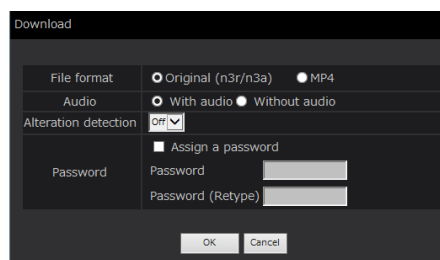 Download
File format Original (n3r/n3a) MP4
Audio With audio Without audio
Alteration detection Off
Assign a password
Password Password
Password (Retype)
OK Cancel